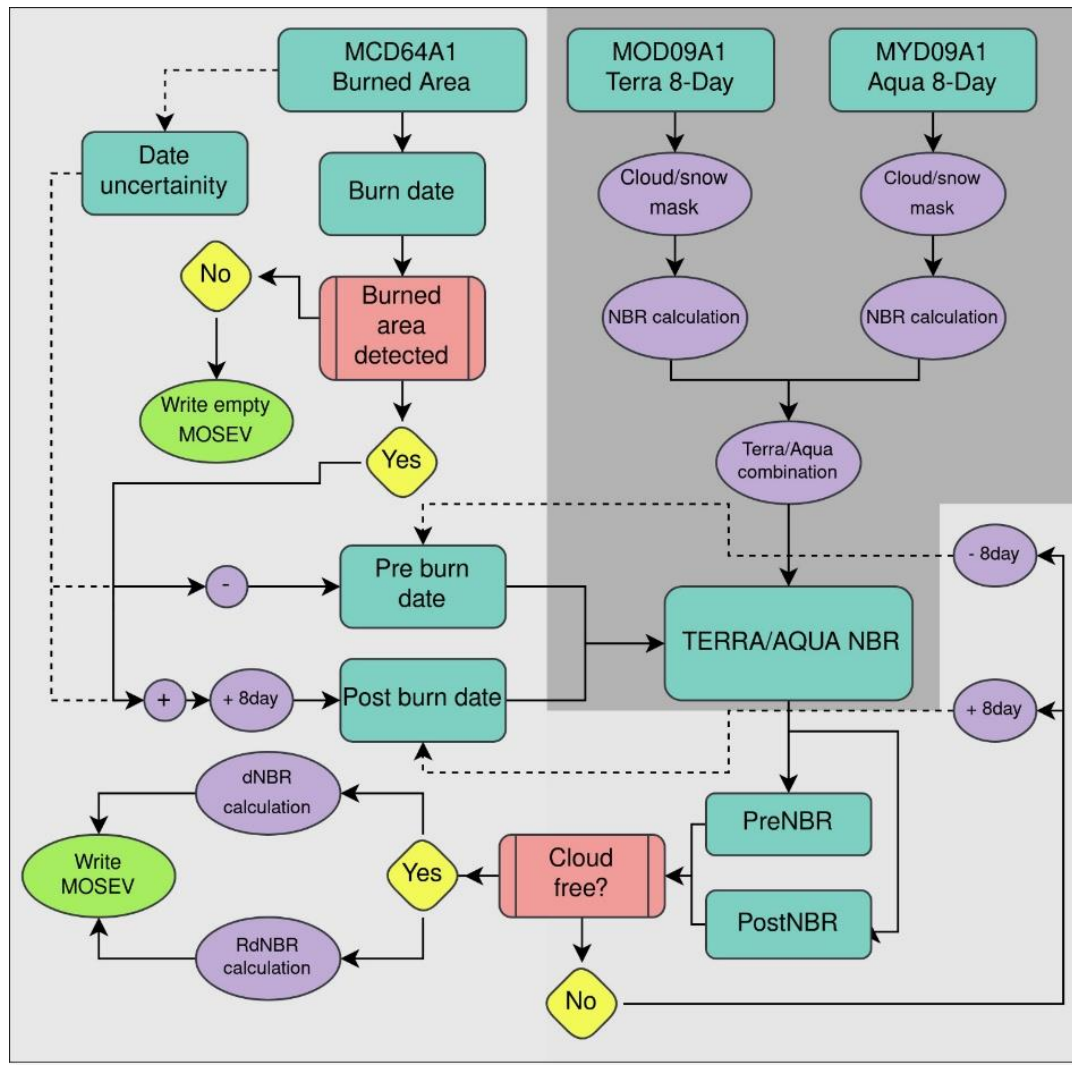 MCD64A1
Burned Area
MOD09A1
Terra 8-Day
MYD09A1
Aqua 8-Day
Date
uncertainity
Burn date
Cloud/snow
mask
Cloud/snow
mask
No
Burned
area
detected
NBR calculation
NBR calculation
Write empty
MOSEV
Yes
Terra/Aqua
combination
-
Pre burn
date
- 8day
TERRA/AQUA NBR
+
+ 8day
Post burn date
+ 8day
dNBR
calculation
PreNBR
Write
MOSEV
Yes
Cloud
free?
PostNBR
RdNBR
calculation
No